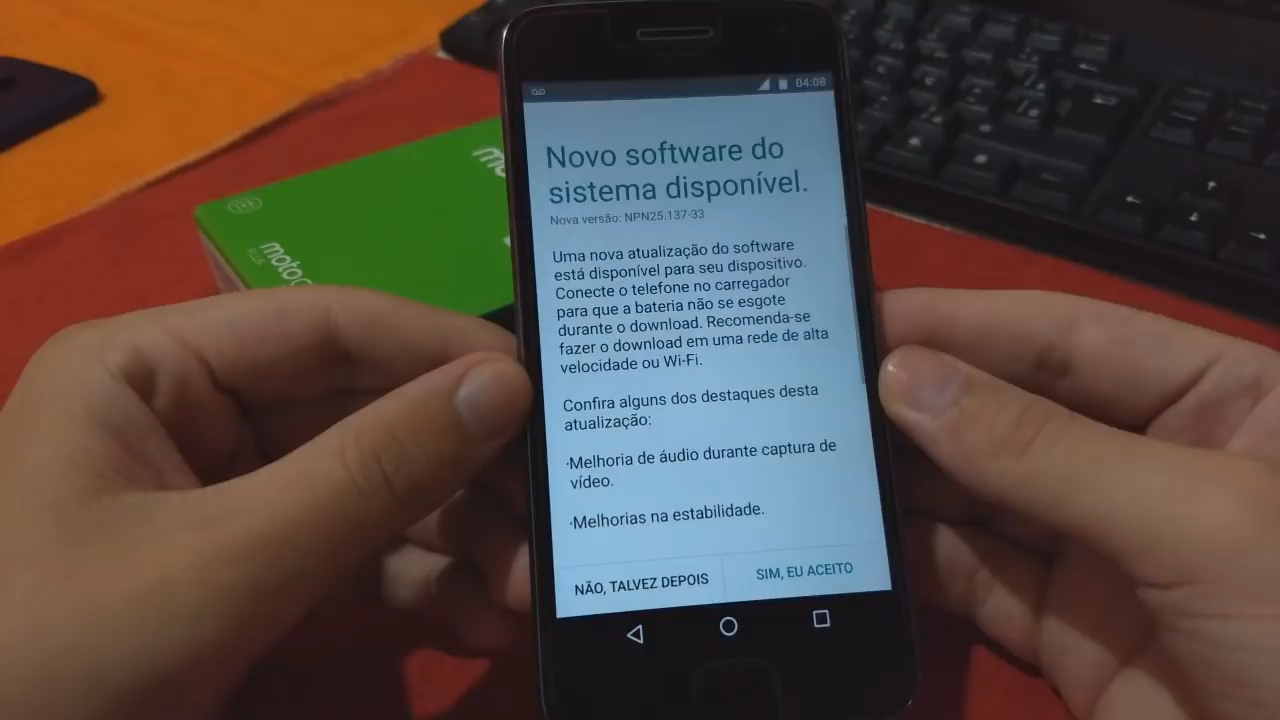 04:08
Novo software do
sistema disponível.
Nova versão: NPN25.137-33
Uma nova atualização do software
está disponível para seu dispositivo.
Conecte o telefone no carregador
para que a bateria não se esgote
durante o download. Recomenda-se
fazer o download em uma rede de alta
velocidade ou Wi-Fi.
Confira alguns dos destaques desta
atualização:
·Melhoria de áudio durante captura de
vídeo.
·Melhorias na estabilidade.
NÃO, TALVEZ DEPOIS
SIM, EU ACEITO
mo
moto g
PLUS